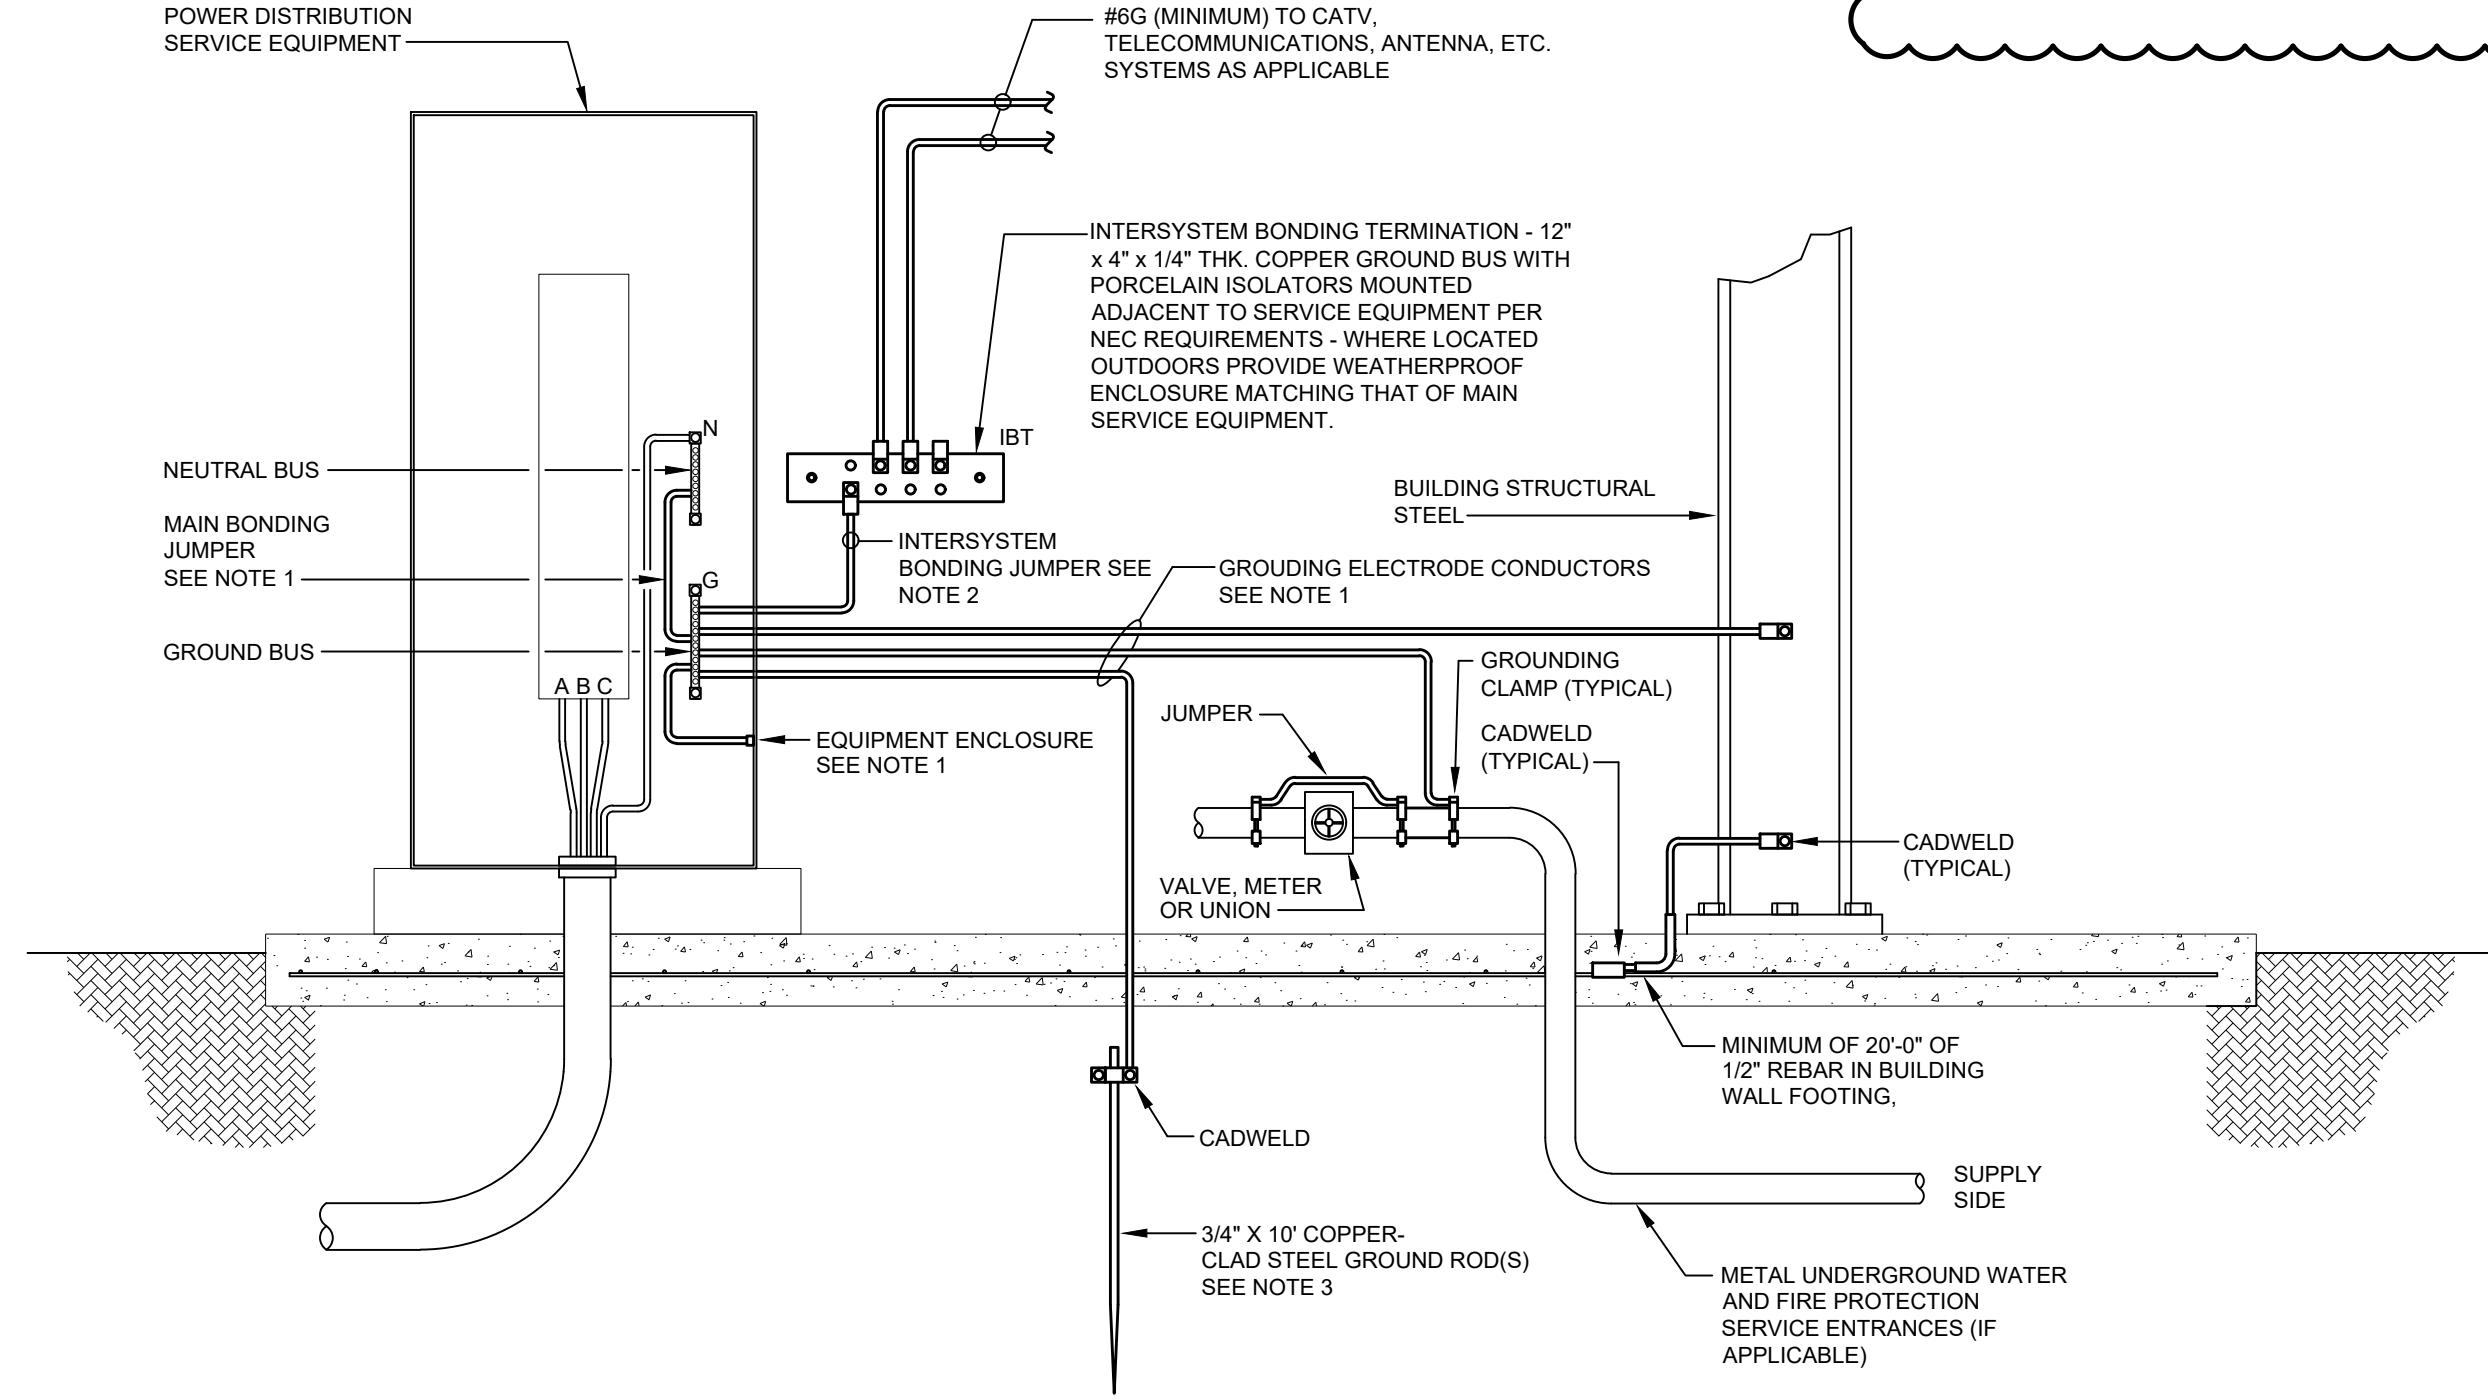 POWER DISTRIBUTION
SERVICE EQUIPMENT
#6G (MINIMUM) TO CATV,
TELECOMMUNICATIONS, ANTENNA, ETC.
SYSTEMS AS APPLICABLE
INTERSYSTEM BONDING TERMINATION - 12"
x 4" x 1/4" THK. COPPER GROUND BUS WITH
PORCELAIN ISOLATORS MOUNTED
ADJACENT TO SERVICE EQUIPMENT PER
NEC REQUIREMENTS - WHERE LOCATED
OUTDOORS PROVIDE WEATHERPROOF
ENCLOSURE MATCHING THAT OF MAIN
SERVICE EQUIPMENT.
N
IBT
NEUTRAL BUS
BUILDING STRUCTURAL
STEEL
MAIN BONDING
JUMPER
SEE NOTE 1
INTERSYSTEM
BONDING JUMPER SEE
NOTE 2
G
GROUDING ELECTRODE CONDUCTORS
SEE NOTE 1
GROUND BUS
A B C
GROUNDING
CLAMP (TYPICAL)
JUMPER
CADWELD
(TYPICAL)
EQUIPMENT ENCLOSURE
SEE NOTE 1
VALVE, METER
OR UNION
CADWELD
(TYPICAL)
MINIMUM OF 20'-0" OF
1/2" REBAR IN BUILDING
WALL FOOTING,
CADWELD
SUPPLY
SIDE
3/4" X 10' COPPER-
CLAD STEEL GROUND ROD(S)
SEE NOTE 3
METAL UNDERGROUND WATER
AND FIRE PROTECTION
SERVICE ENTRANCES (IF
APPLICABLE)